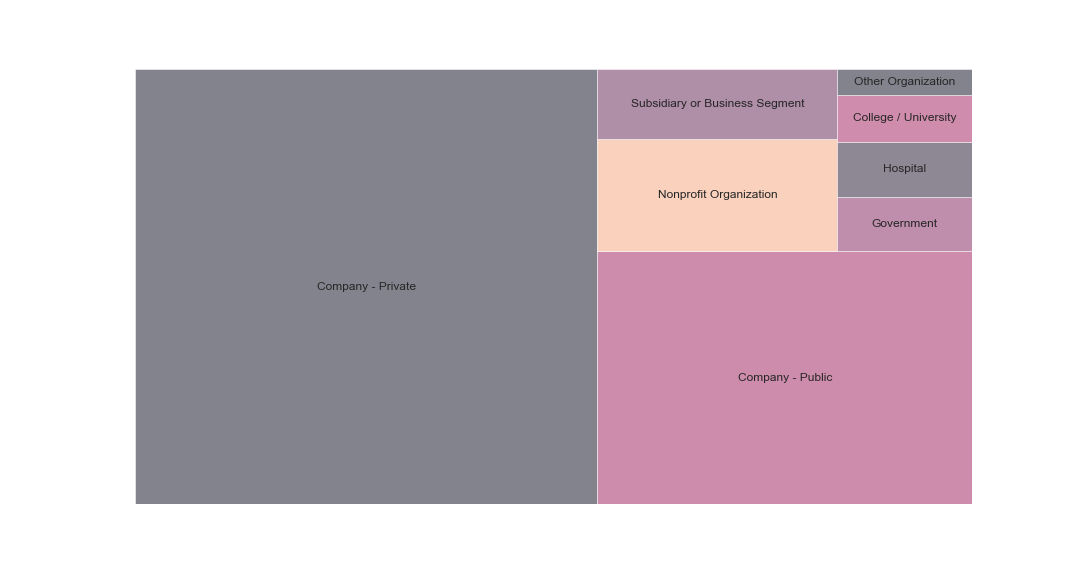 Company - Private
Subsidiary or Business Segment
Nonprofit Organization
Company - Public
Other Organization
College / University
Hospital
Government